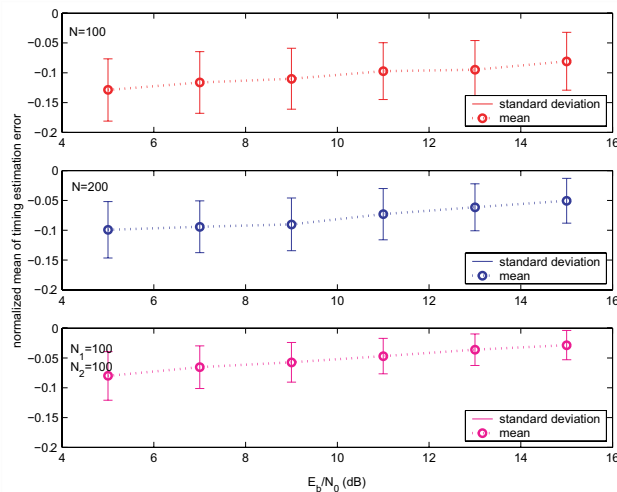 normalized mean of timing estimation error
0
-0.05
-0.1
-0.15
-0.2
N=100
standard deviation
mean
4 6 8 10 12 14 16
0
-0.05
-0.1
-0.15
-0.2
N=200
standard deviation
mean
4 6 8 10 12 14 16
0
-0.05
-0.1
-0.15
-0.2
N₁=100
N₂=100
standard deviation
mean
4 6 8 10 12 14 16
E_b/N₀ (dB)